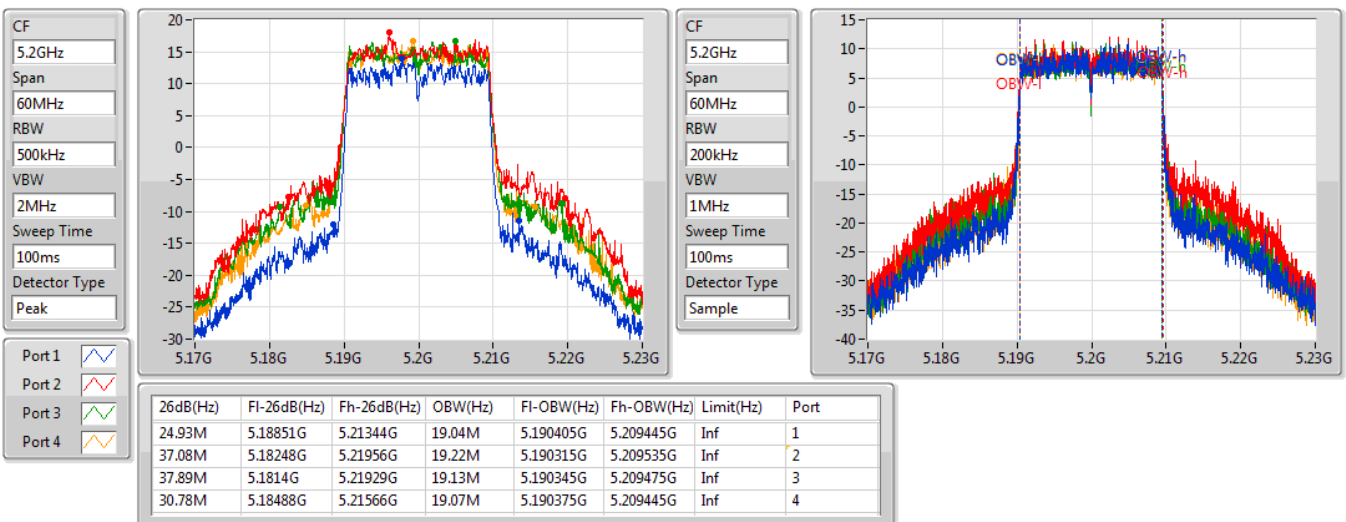 CF
5.2GHz
Span
60MHz
RBW
500kHz
VBW
2MHz
Sweep Time
100ms
Detector Type
Peak
20
15
10
5
0
-5
-10
-15
-20
-25
-30
5.17G 5.18G 5.19G 5.2G 5.21G 5.22G 5.23G
CF
5.2GHz
Span
60MHz
RBW
200kHz
VBW
1MHz
Sweep Time
100ms
Detector Type
Sample
15
10
5
0
-5
-10
-15
-20
-25
-30
-35
-40
OBW-l
OBW-h
5.17G 5.18G 5.19G 5.2G 5.21G 5.22G 5.23G
Port 1
Port 2
Port 3
Port 4
26dB(Hz) Fl-26dB(Hz) Fh-26dB(Hz) OBW(Hz) Fl-OBW(Hz) Fh-OBW(Hz) Limit(Hz) Port
24.93M 5.18851G 5.21344G 19.04M 5.190405G 5.209445G Inf 1
37.08M 5.18248G 5.21956G 19.22M 5.190315G 5.209535G Inf 2
37.89M 5.1814G 5.21929G 19.13M 5.190345G 5.209475G Inf 3
30.78M 5.18488G 5.21566G 19.07M 5.190375G 5.209445G Inf 4